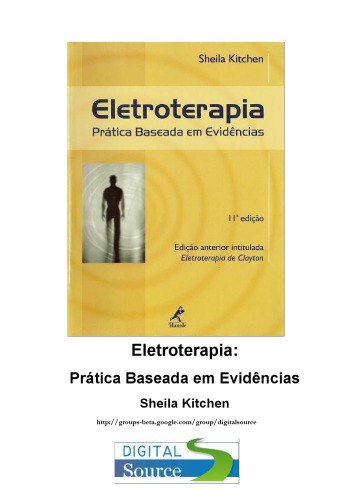 Sheila Kitchen
Eletroterapia
Prática Baseada em Evidências
11ª edição
Edição anterior intitulada
Eletroterapia de Clayton
Manole
Eletroterapia:
Prática Baseada em Evidências
Sheila Kitchen
http://groups-beta.google.com/group/digitalsource
DIGITAL
Source